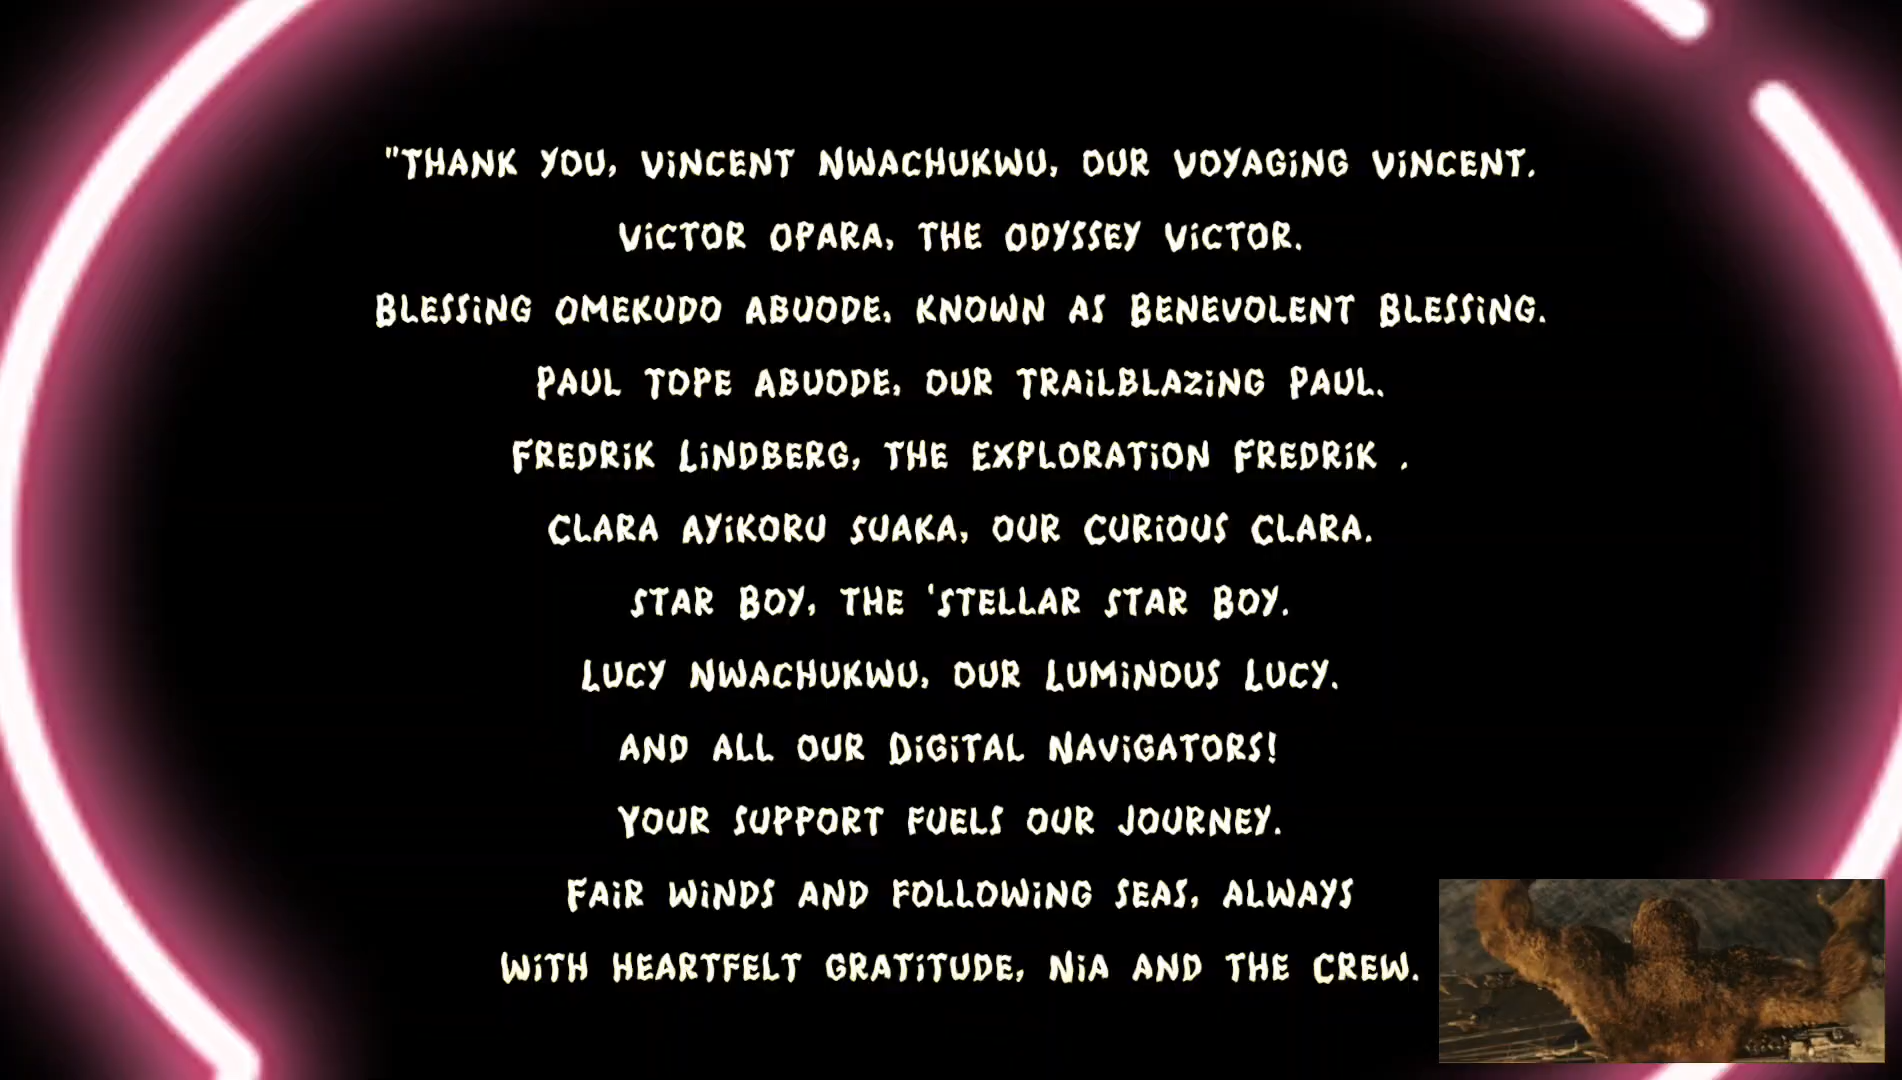 "THANK YOU, ViNCENT NWACHUKWU, OUR VOYAGiNG ViNCENT.
ViCTOR OPARA, THE ODYSSEY ViCTOR.
BLESSiNG OMEKUDO ABUODE, KNOWN AS BENEVOLENT BLESSiNG.
PAUL TOPE ABUODE, OUR TRAiLBLAZiNG PAUL.
FREDRiK LiNDBERG, THE EXPLORATiON FREDRiK .
CLARA AYiKORU SUAKA, OUR CURiOUS CLARA.
STAR BOY, THE 'STELLAR STAR BOY.
LUCY NWACHUKWU, OUR LUMiNOUS LUCY.
AND ALL OUR DiGiTAL NAViGATORS!
YOUR SUPPORT FUELS OUR JOURNEY.
FAiR WiNDS AND FOLLOWiNG SEAS, ALWAYS
WiTH HEARTFELT GRATiTUDE, NiA AND THE CREW.